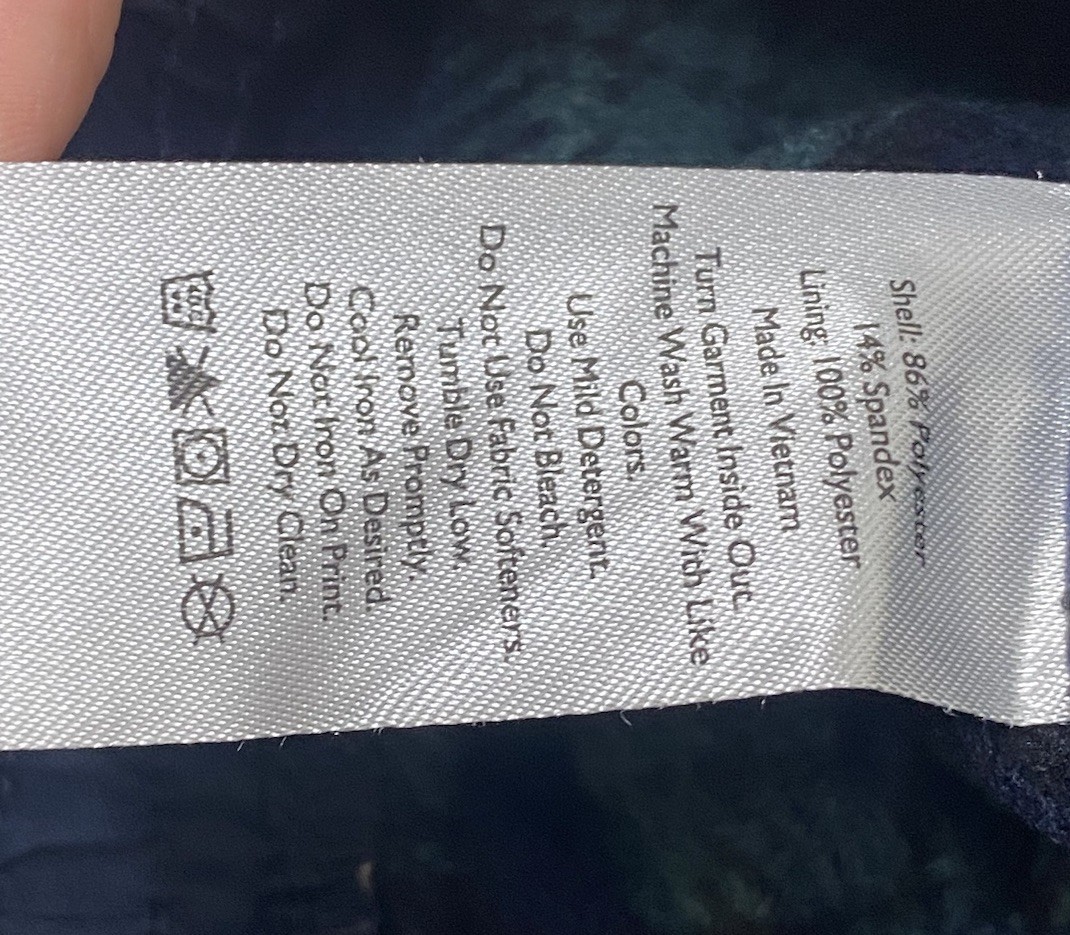 Shell: 86% Polyester
14% Spandex
Lining: 100% Polyester
Made In Vietnam
Turn Garment Inside Out.
Machine Wash Warm With Like
Colors.
Use Mild Detergent.
Do Not Bleach.
Do Not Use Fabric Softeners.
Tumble Dry Low.
Remove Promptly.
Cool Iron As Desired.
Do Not Iron On Print.
Do Not Dry Clean.